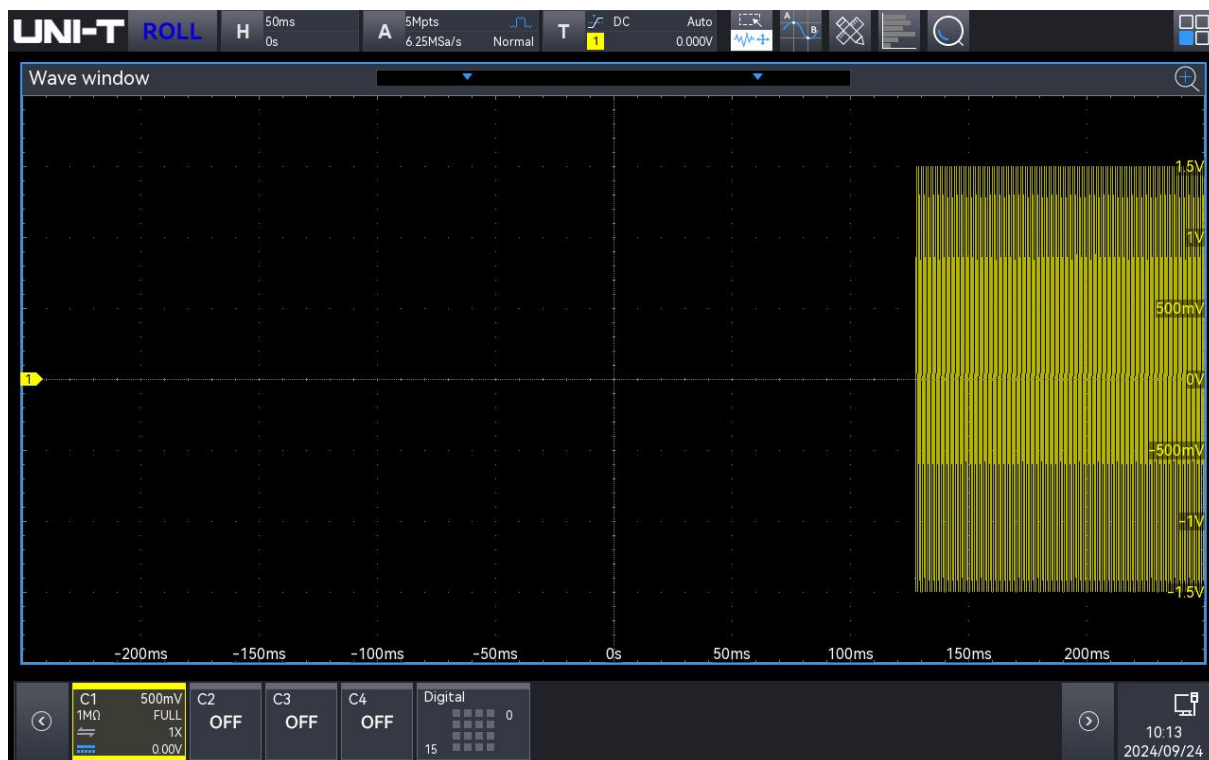 UNI-T ROLL H 50ms 0s A 5Mpts 6.25MSa/s Normal T DC 1 Auto 0.000V A B
Wave window
1.5V
1V
500mV
1 0V
-500mV
-1V
-1.5V
-200ms -150ms -100ms -50ms 0s 50ms 100ms 150ms 200ms
C1 500mV C2 C3 C4 Digital
1MΩ FULL OFF OFF OFF 0
1X
0.00V 15
10:13
2024/09/24